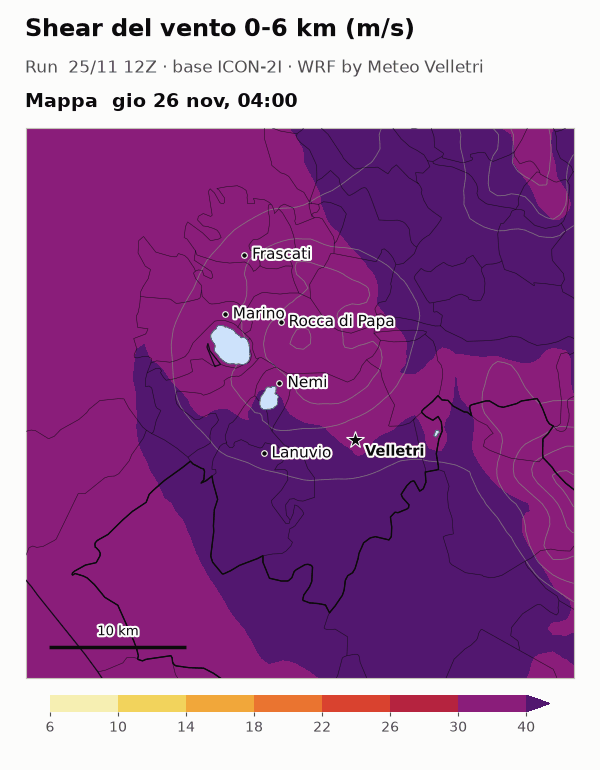 Shear del vento 0-6 km (m/s)
Run  25/11 12Z · base ICON-2I · WRF by Meteo Velletri
Mappa  gio 26 nov, 04:00
Frascati
Marino
Rocca di Papa
Nemi
Velletri
Lanuvio
10 km
6 10 14 18 22 26 30 40